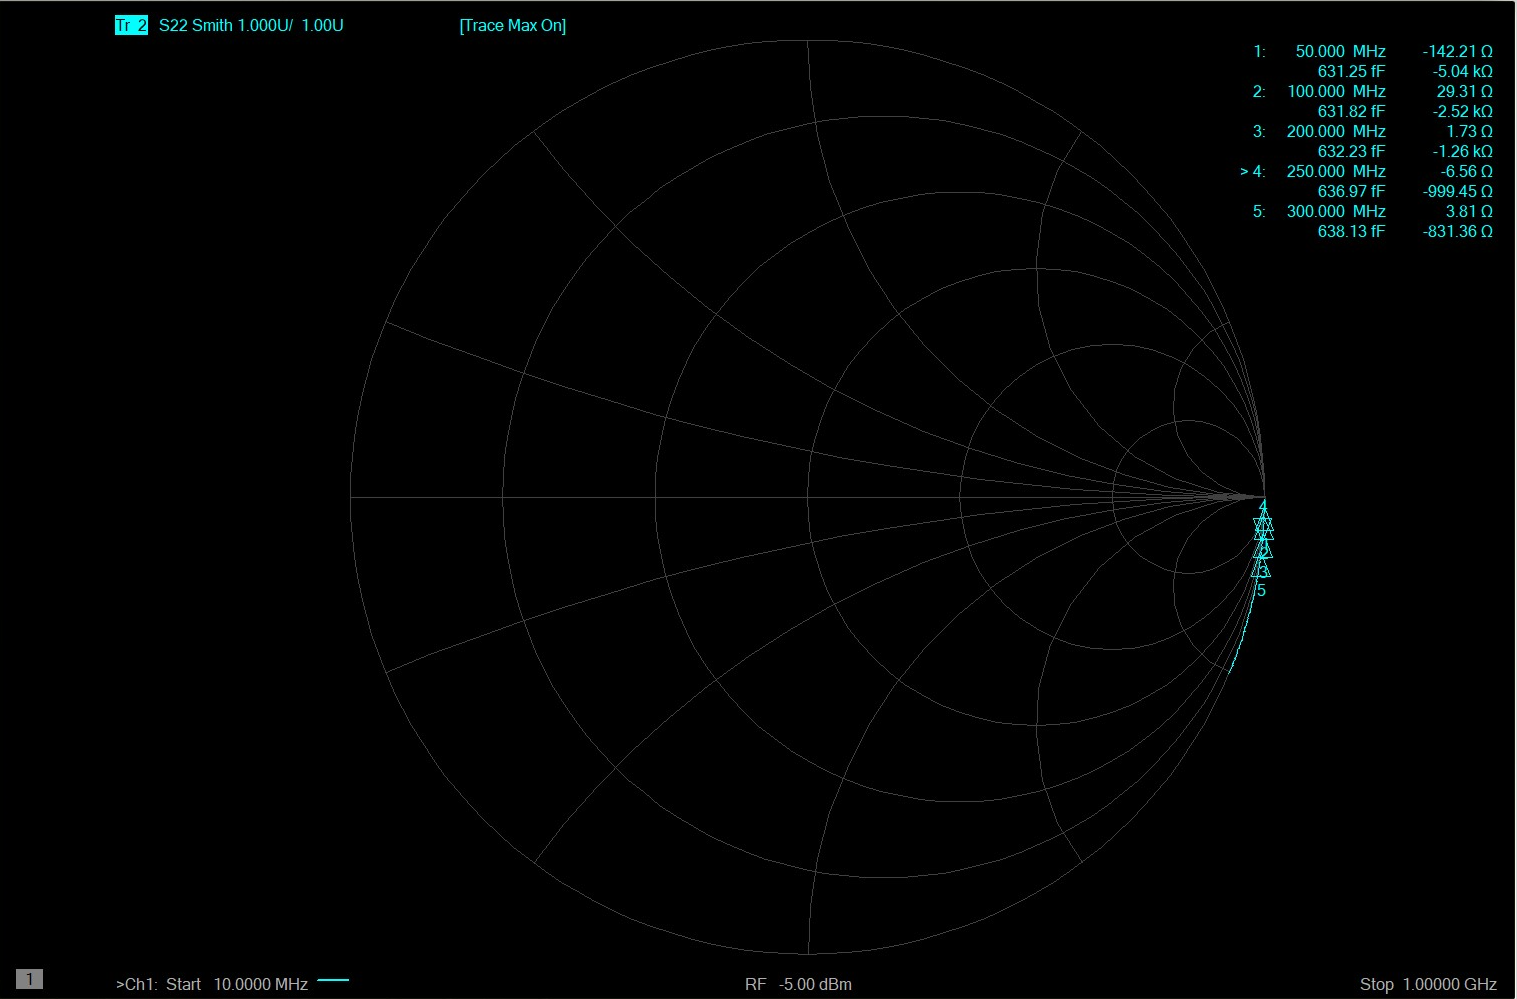 Tr 2 S22 Smith 1.000U/ 1.00U [Trace Max On]
1: 50.000 MHz -142.21 Ω
631.25 fF -5.04 kΩ
2: 100.000 MHz 29.31 Ω
631.82 fF -2.52 kΩ
3: 200.000 MHz 1.73 Ω
632.23 fF -1.26 kΩ
> 4: 250.000 MHz -6.56 Ω
636.97 fF -999.45 Ω
5: 300.000 MHz 3.81 Ω
638.13 fF -831.36 Ω
4
2
3
5
1 >Ch1: Start 10.0000 MHz RF -5.00 dBm Stop 1.00000 GHz